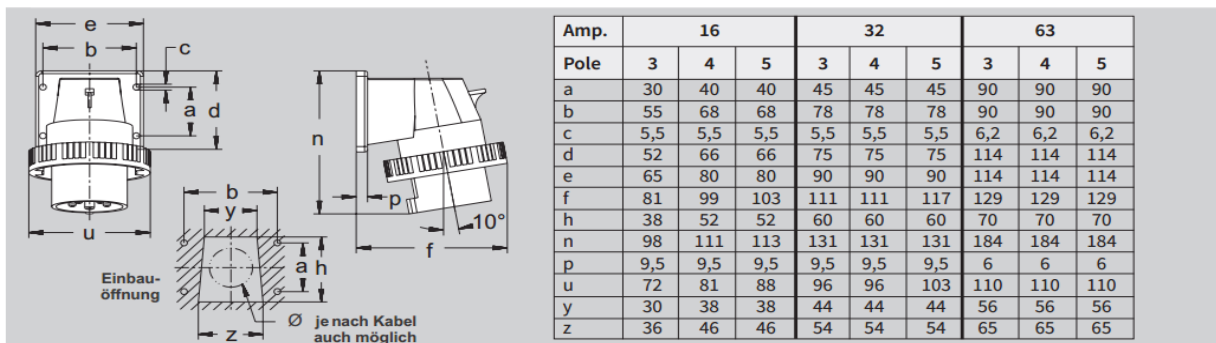 e
b
c
a
d
n
u
p
10°
f
b
y
a
h
z
Einbau-
öffnung
Ø je nach Kabel
auch möglich
Amp. 16 32 63
Pole 3 4 5 3 4 5 3 4 5
a 30 40 40 45 45 45 90 90 90
b 55 68 68 78 78 78 90 90 90
c 5,5 5,5 5,5 5,5 5,5 5,5 6,2 6,2 6,2
d 52 66 66 75 75 75 114 114 114
e 65 80 80 90 90 90 114 114 114
f 81 99 103 111 111 117 129 129 129
h 38 52 52 60 60 60 70 70 70
n 98 111 113 131 131 131 184 184 184
p 9,5 9,5 9,5 9,5 9,5 9,5 6 6 6
u 72 81 88 96 96 103 110 110 110
y 30 38 38 44 44 44 56 56 56
z 36 46 46 54 54 54 65 65 65